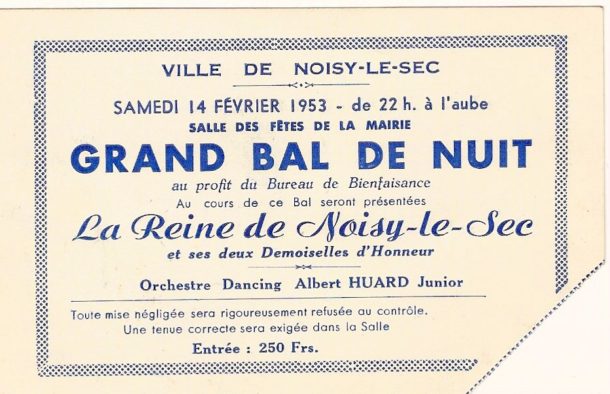 VILLE DE NOISY-LE-SEC
SAMEDI 14 FÉVRIER 1953 - de 22 h. à l'aube
SALLE DES FÊTES DE LA MAIRIE
GRAND BAL DE NUIT
au profit du Bureau de Bienfaisance
Au cours de ce Bal seront présentées
La Reine de Noisy-le-Sec
et ses deux Demoiselles d'Honneur
Orchestre Dancing Albert HUARD Junior
Toute mise négligée sera rigoureusement refusée au contrôle.
Une tenue correcte sera exigée dans la Salle
Entrée : 250 Frs.